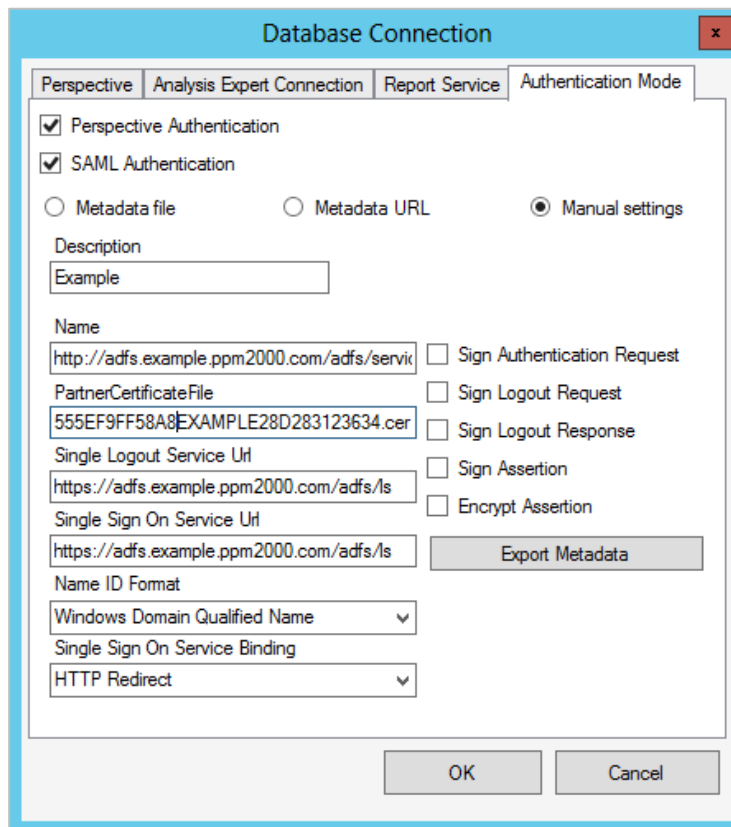 Database Connection
x
Perspective Analysis Expert Connection Report Service Authentication Mode
Perspective Authentication
SAML Authentication
Metadata file Metadata URL Manual settings
Description
Example
Name
http://adfs.example.ppm2000.com/adfs/servic
Sign Authentication Request
PartnerCertificateFile
Sign Logout Request
555EF9FF58A8EXAMPLE28D283123634.cer
Sign Logout Response
Single Logout Service Url
Sign Assertion
https://adfs.example.ppm2000.com/adfs/ls
Encrypt Assertion
Single Sign On Service Url
https://adfs.example.ppm2000.com/adfs/ls
Export Metadata
Name ID Format
Windows Domain Qualified Name
Single Sign On Service Binding
HTTP Redirect
OK Cancel